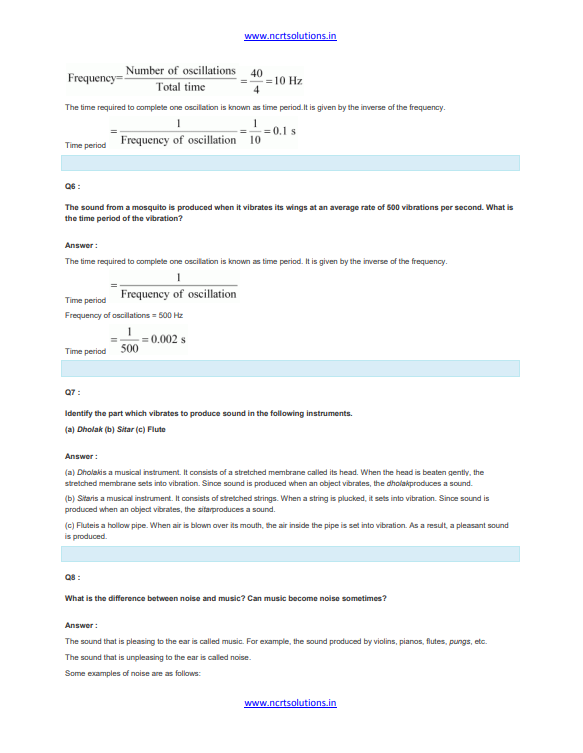 www.ncrtsolutions.in
Frequency= Number of oscillations / Total time = 40 / 4 = 10 Hz
The time required to complete one oscillation is known as time period.It is given by the inverse of the frequency.
Time period = 1 / Frequency of oscillation = 1 / 10 = 0.1 s
Q6 :
The sound from a mosquito is produced when it vibrates its wings at an average rate of 500 vibrations per second. What is
the time period of the vibration?
Answer :
The time required to complete one oscillation is known as time period. It is given by the inverse of the frequency.
Time period = 1 / Frequency of oscillation
Frequency of oscillations = 500 Hz
Time period = 1 / 500 = 0.002 s
Q7 :
Identify the part which vibrates to produce sound in the following instruments.
(a) Dholak (b) Sitar (c) Flute
Answer :
(a) Dholakis a musical instrument. It consists of a stretched membrane called its head. When the head is beaten gently, the
stretched membrane sets into vibration. Since sound is produced when an object vibrates, the dholakproduces a sound.
(b) Sitaris a musical instrument. It consists of stretched strings. When a string is plucked, it sets into vibration. Since sound is
produced when an object vibrates, the sitarproduces a sound.
(c) Fluteis a hollow pipe. When air is blown over its mouth, the air inside the pipe is set into vibration. As a result, a pleasant sound
is produced.
Q8 :
What is the difference between noise and music? Can music become noise sometimes?
Answer :
The sound that is pleasing to the ear is called music. For example, the sound produced by violins, pianos, flutes, pungs, etc.
The sound that is unpleasing to the ear is called noise.
Some examples of noise are as follows:
www.ncrtsolutions.in